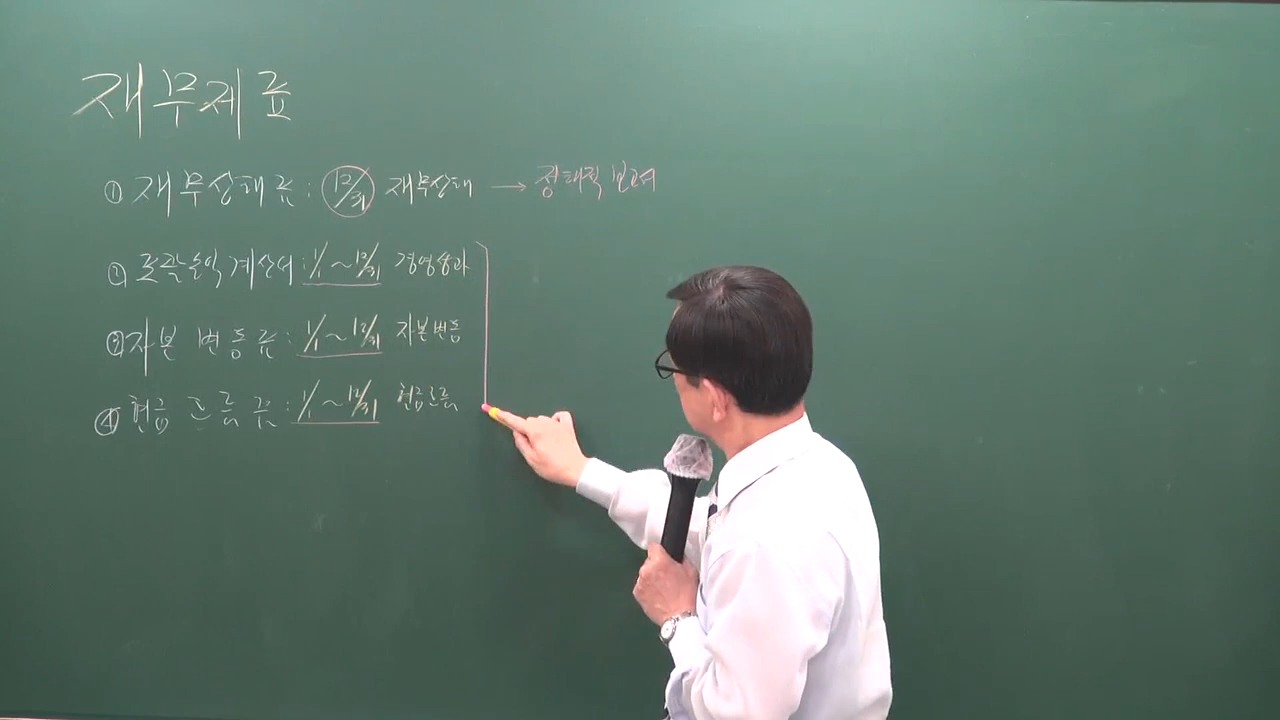 재무제표
① 재무상태표 : 12/31 재무상태 → 정태적 보고서
② 포괄손익계산서 : 1/1 ~ 12/31 경영성과
③ 자본변동표 : 1/1 ~ 12/31 자본변동
④ 현금흐름표 : 1/1 ~ 12/31 현금흐름